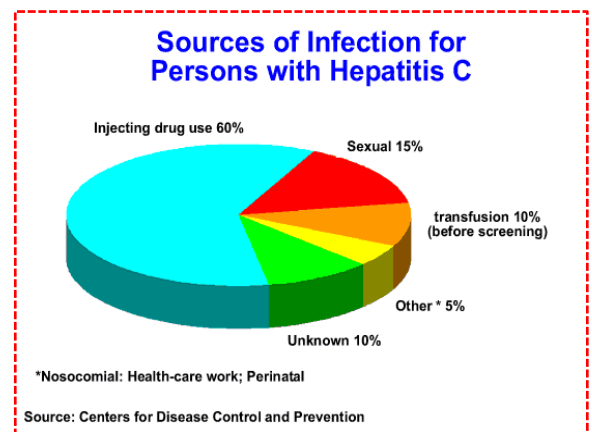 Sources of Infection for
Persons with Hepatitis C
Injecting drug use 60%
Sexual 15%
transfusion 10%
(before screening)
Other * 5%
Unknown 10%
*Nosocomial: Health-care work; Perinatal
Source: Centers for Disease Control and Prevention